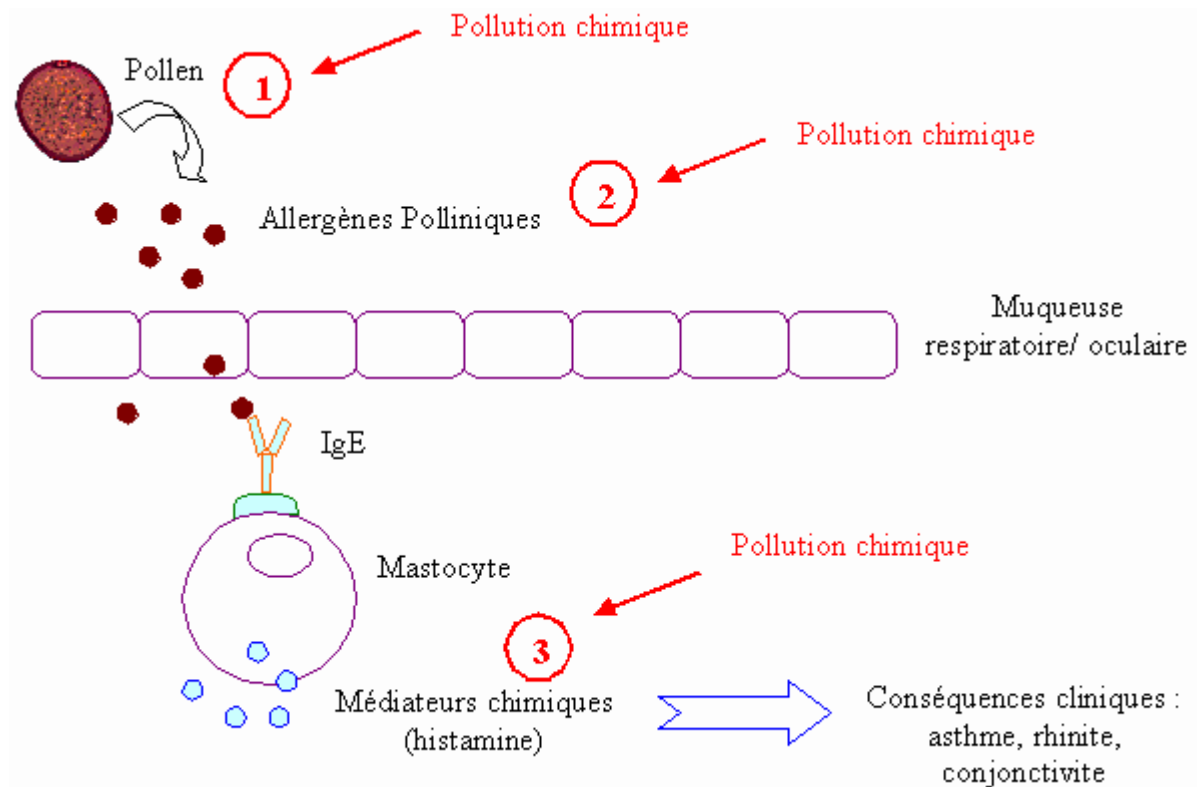 Pollution chimique
Pollen
1
Pollution chimique
2
Allergènes Polliniques
Muqueuse
respiratoire/ oculaire
IgE
Pollution chimique
Mastocyte
3
Médiateurs chimiques
(histamine)
Conséquences cliniques :
asthme, rhinite,
conjonctivite